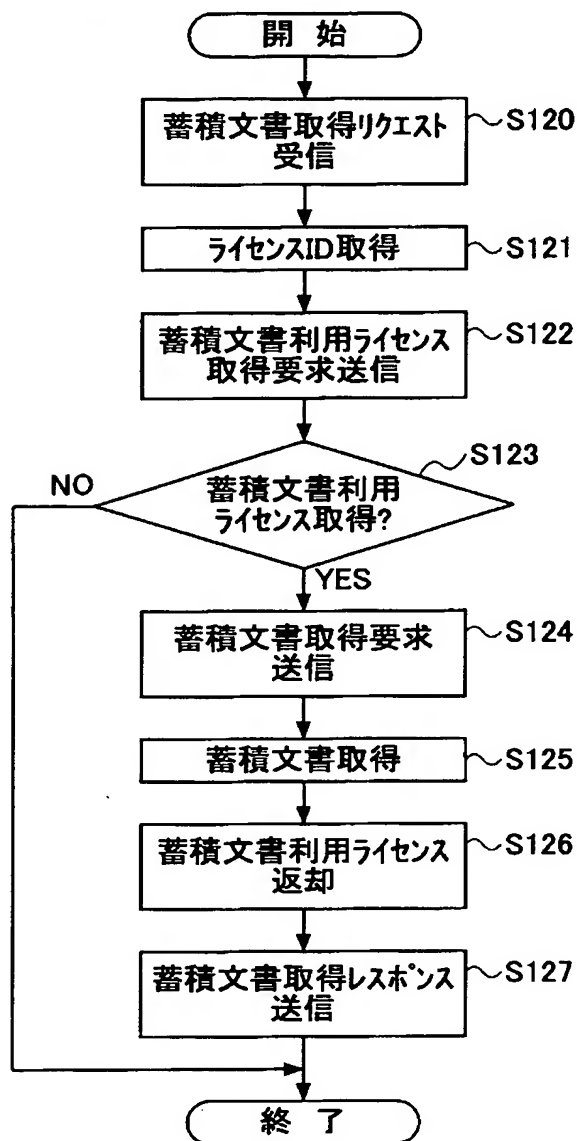 開 始
蓄積文書取得リクエスト
受信
S120
ライセンスID取得
S121
蓄積文書利用ライセンス
取得要求送信
S122
S123
NO
蓄積文書利用
ライセンス取得?
YES
蓄積文書取得要求
送信
S124
蓄積文書取得
S125
蓄積文書利用ライセンス
返却
S126
蓄積文書取得レスポンス
送信
S127
終 了